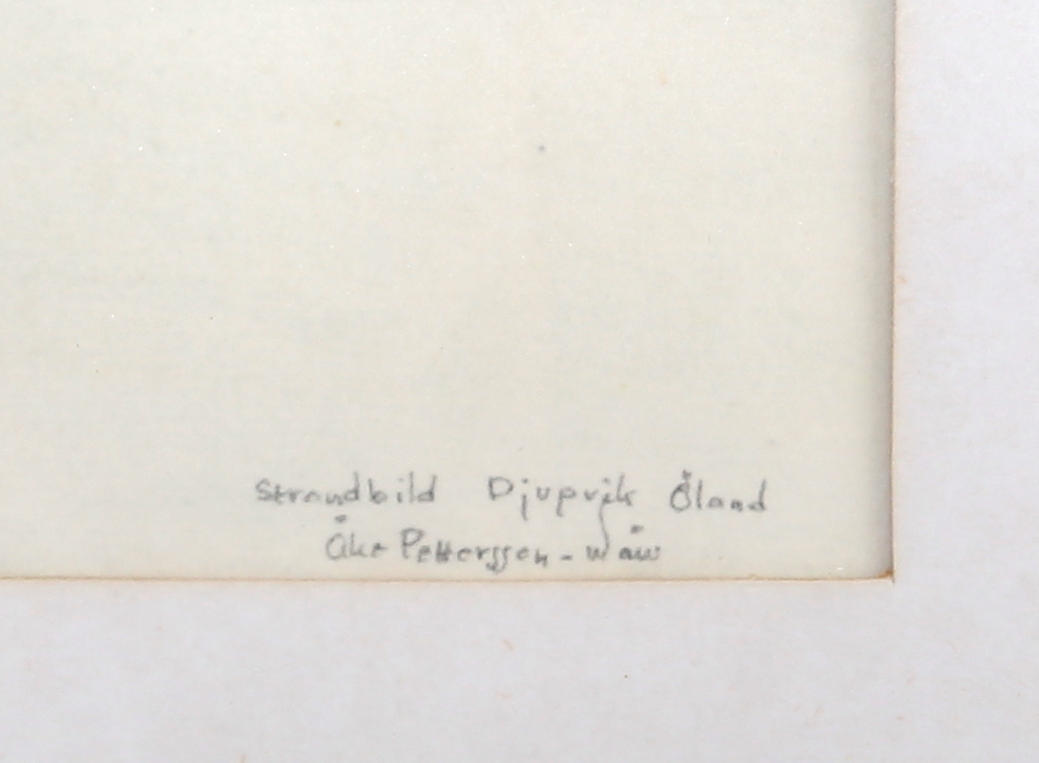 Strandbild Djupvik Öland
Åke Pettersson - Wåw